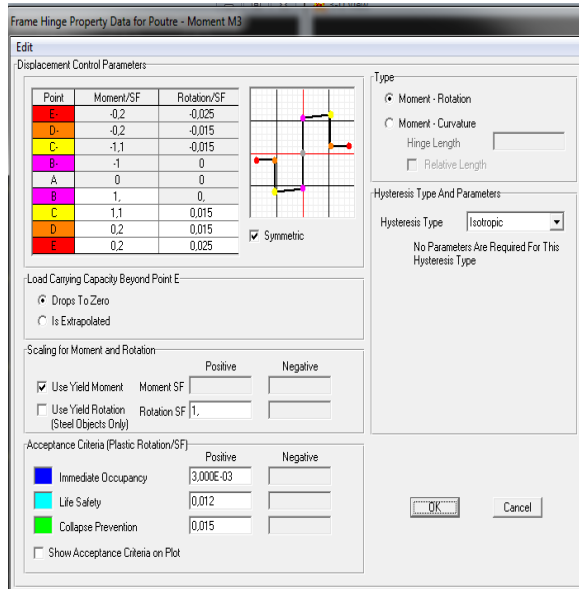 Frame Hinge Property Data for Poutre - Moment M3
Edit
Displacement Control Parameters
Point Moment/SF Rotation/SF
E- -0,2 -0,025
D- -0,2 -0,015
C- -1,1 -0,015
B- -1 0
A 0 0
B 1, 0,
C 1,1 0,015
D 0,2 0,015
E 0,2 0,025
Symmetric
Load Carrying Capacity Beyond Point E
Drops To Zero
Is Extrapolated
Scaling for Moment and Rotation
Positive Negative
Use Yield Moment Moment SF
Use Yield Rotation Rotation SF 1,
(Steel Objects Only)
Acceptance Criteria (Plastic Rotation/SF)
Positive Negative
Immediate Occupancy 3,000E-03
Life Safety 0,012
Collapse Prevention 0,015
Show Acceptance Criteria on Plot
Type
Moment - Rotation
Moment - Curvature
Hinge Length
Relative Length
Hysteresis Type And Parameters
Hysteresis Type Isotropic
No Parameters Are Required For This
Hysteresis Type
OK Cancel